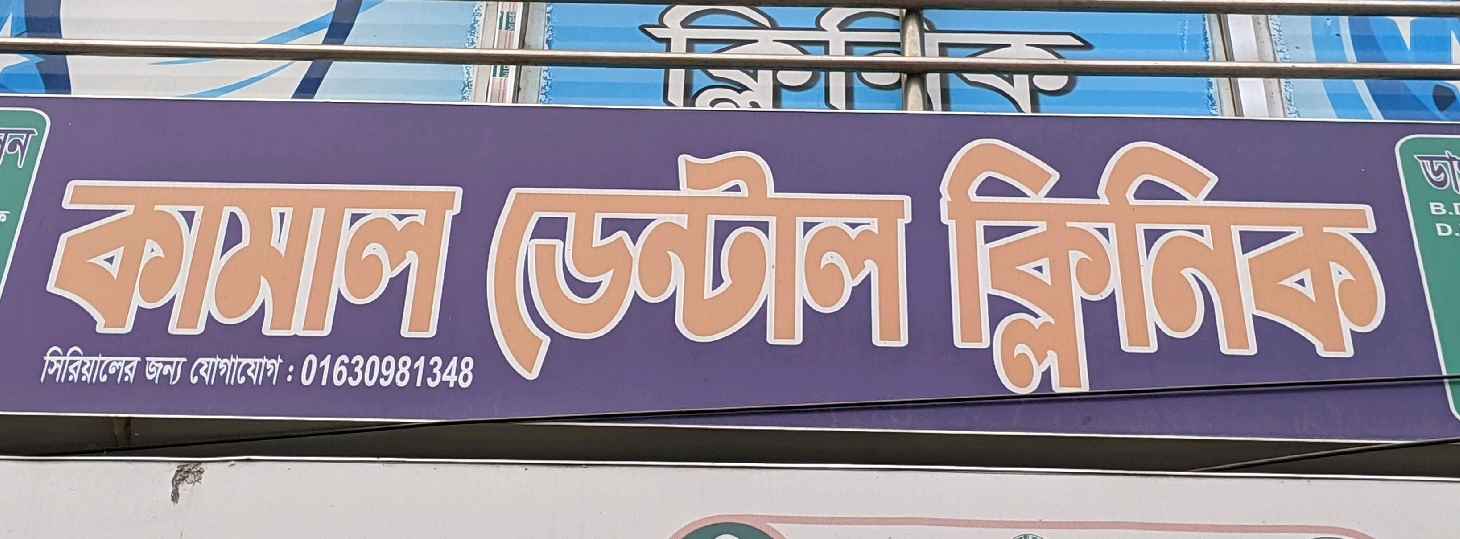 ক্লিনিক
কামাল ডেন্টাল ক্লিনিক
সিরিয়ালের জন্য যোগাযোগ : 01630981348